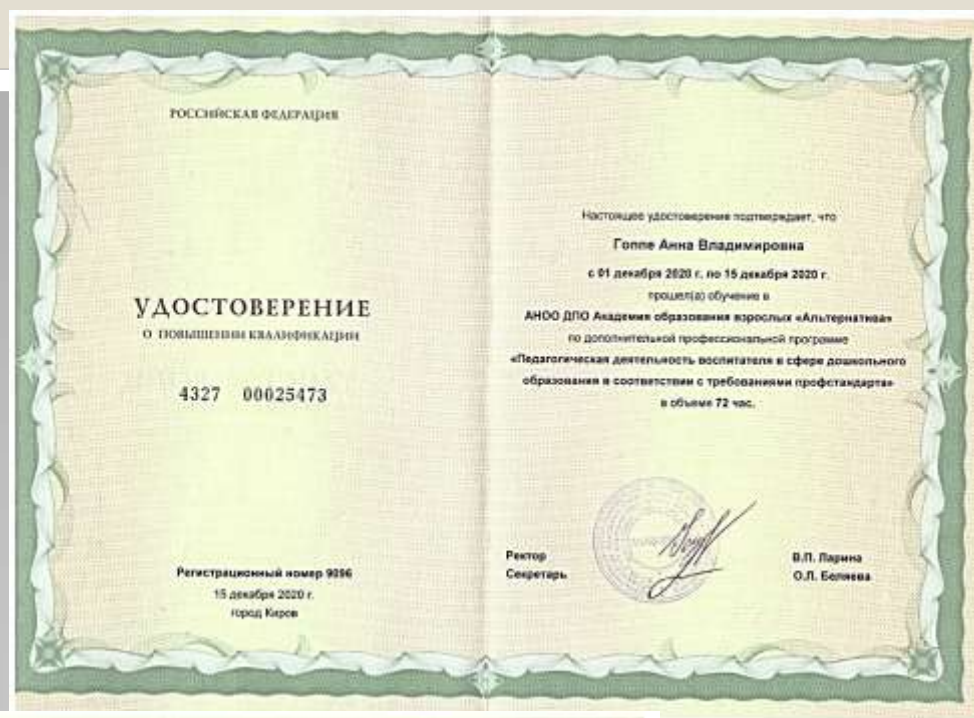 РОССИЙСКАЯ ФЕДЕРАЦИЯ
УДОСТОВЕРЕНИЕ
О ПОВЫШЕНИИ КВАЛИФИКАЦИИ
4327 00025473
Регистрационный номер 9096
15 декабря 2020 г.
город Киров
Настоящее удостоверение подтверждает, что
Гоппе Анна Владимировна
с 01 декабря 2020 г. по 15 декабря 2020 г.
прошел(а) обучение в
АНОО ДПО Академия образования взрослых «Альтернатива»
по дополнительной профессиональной программе
«Педагогическая деятельность воспитателя в сфере дошкольного
образования в соответствии с требованиями профстандарта»
в объеме 72 час.
Ректор В.П. Ларина
Секретарь О.Л. Беляева